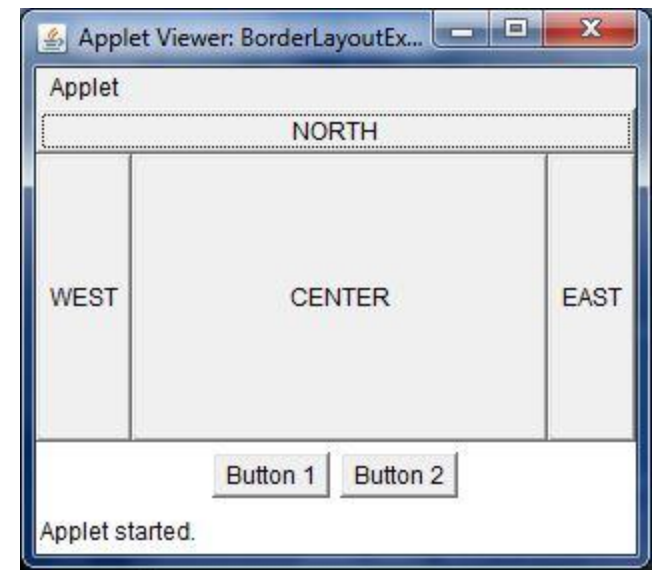 Applet Viewer: BorderLayoutEx...
Applet
NORTH
WEST CENTER EAST
Button 1 Button 2
Applet started.